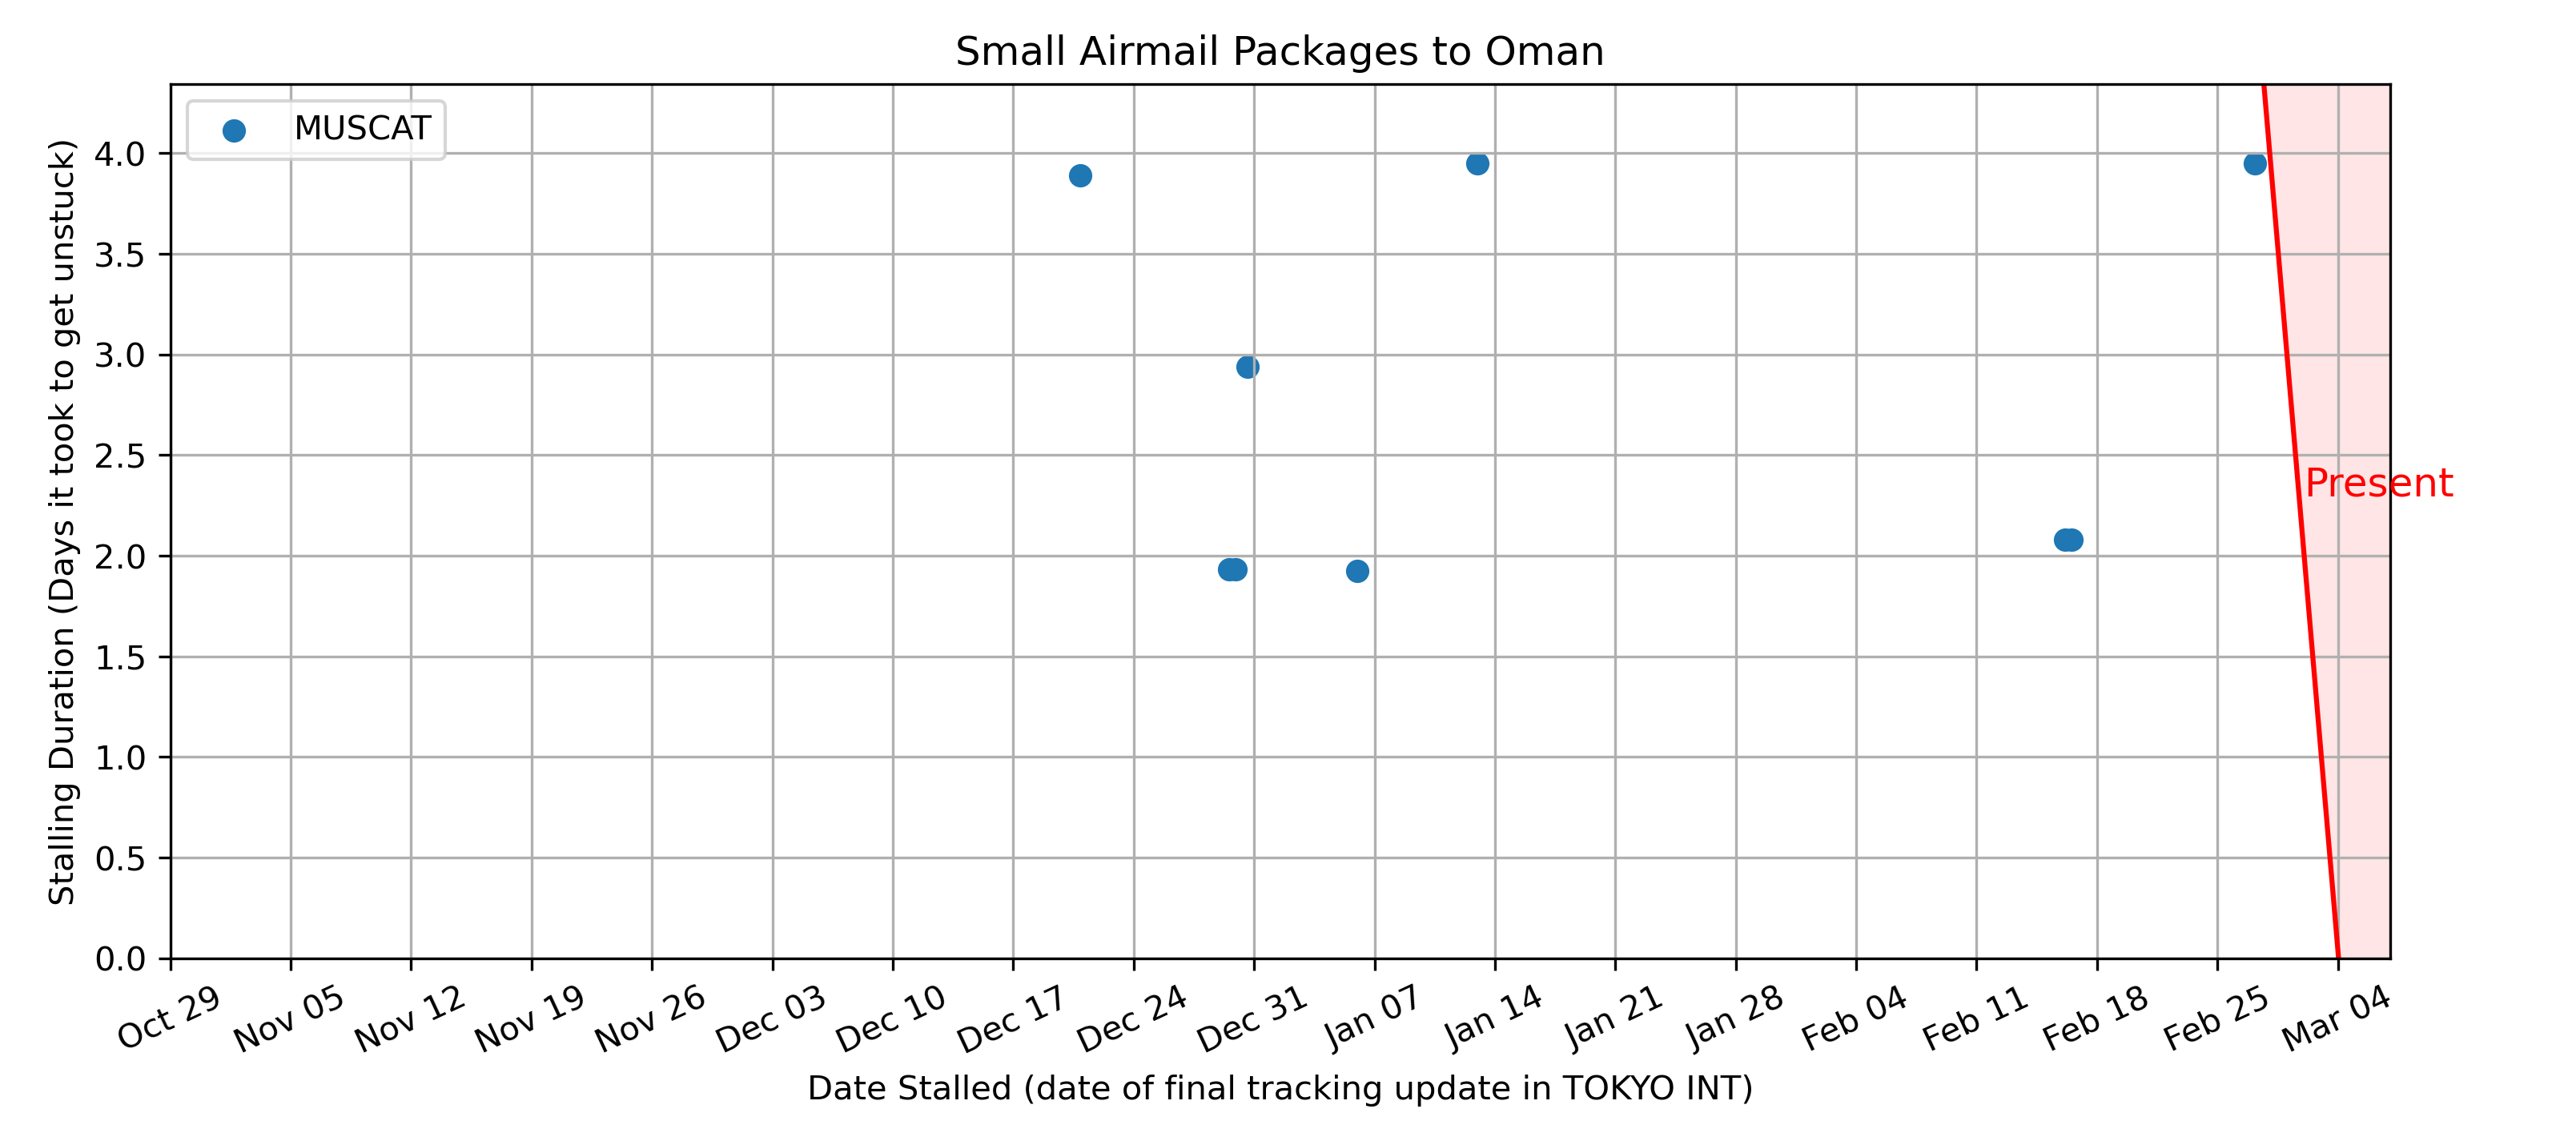 Small Airmail Packages to Oman
MUSCAT
Stalling Duration (Days it took to get unstuck)
4.0
3.5
3.0
2.5
2.0
1.5
1.0
0.5
0.0
Present
Oct 29
Nov 05
Nov 12
Nov 19
Nov 26
Dec 03
Dec 10
Dec 17
Dec 24
Dec 31
Jan 07
Jan 14
Jan 21
Jan 28
Feb 04
Feb 11
Feb 18
Feb 25
Mar 04
Date Stalled (date of final tracking update in TOKYO INT)